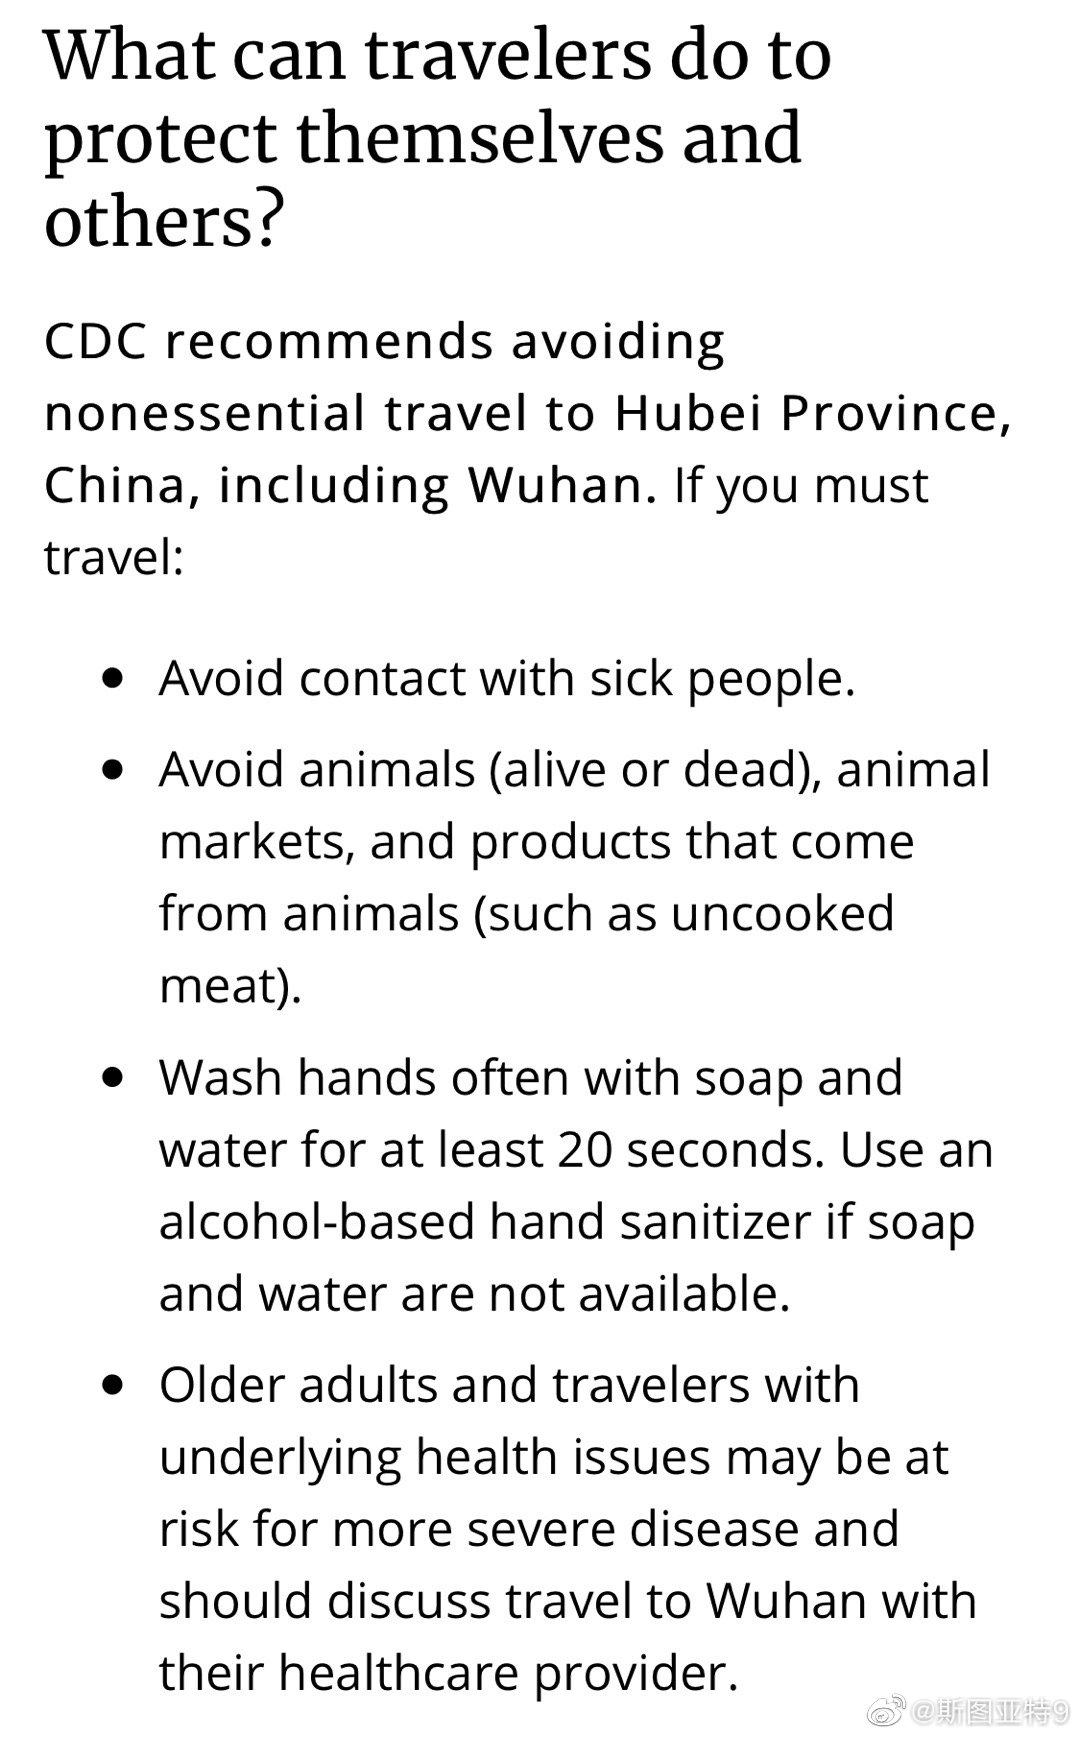 What can travelers do to
protect themselves and
others?
CDC recommends avoiding
nonessential travel to Hubei Province,
China, including Wuhan. If you must
travel:
• Avoid contact with sick people.
• Avoid animals (alive or dead), animal
markets, and products that come
from animals (such as uncooked
meat).
• Wash hands often with soap and
water for at least 20 seconds. Use an
alcohol-based hand sanitizer if soap
and water are not available.
• Older adults and travelers with
underlying health issues may be at
risk for more severe disease and
should discuss travel to Wuhan with
their healthcare provider.
@斯图亚特9